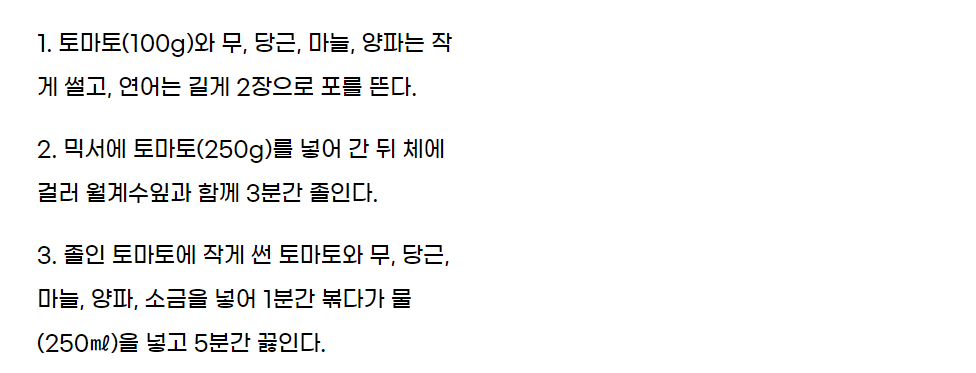 1. 토마토(100g)와 무, 당근, 마늘, 양파는 작
게 썰고, 연어는 길게 2장으로 포를 뜬다.
2. 믹서에 토마토(250g)를 넣어 간 뒤 체에
걸러 월계수잎과 함께 3분간 졸인다.
3. 졸인 토마토에 작게 썬 토마토와 무, 당근,
마늘, 양파, 소금을 넣어 1분간 볶다가 물
(250㎖)을 넣고 5분간 끓인다.